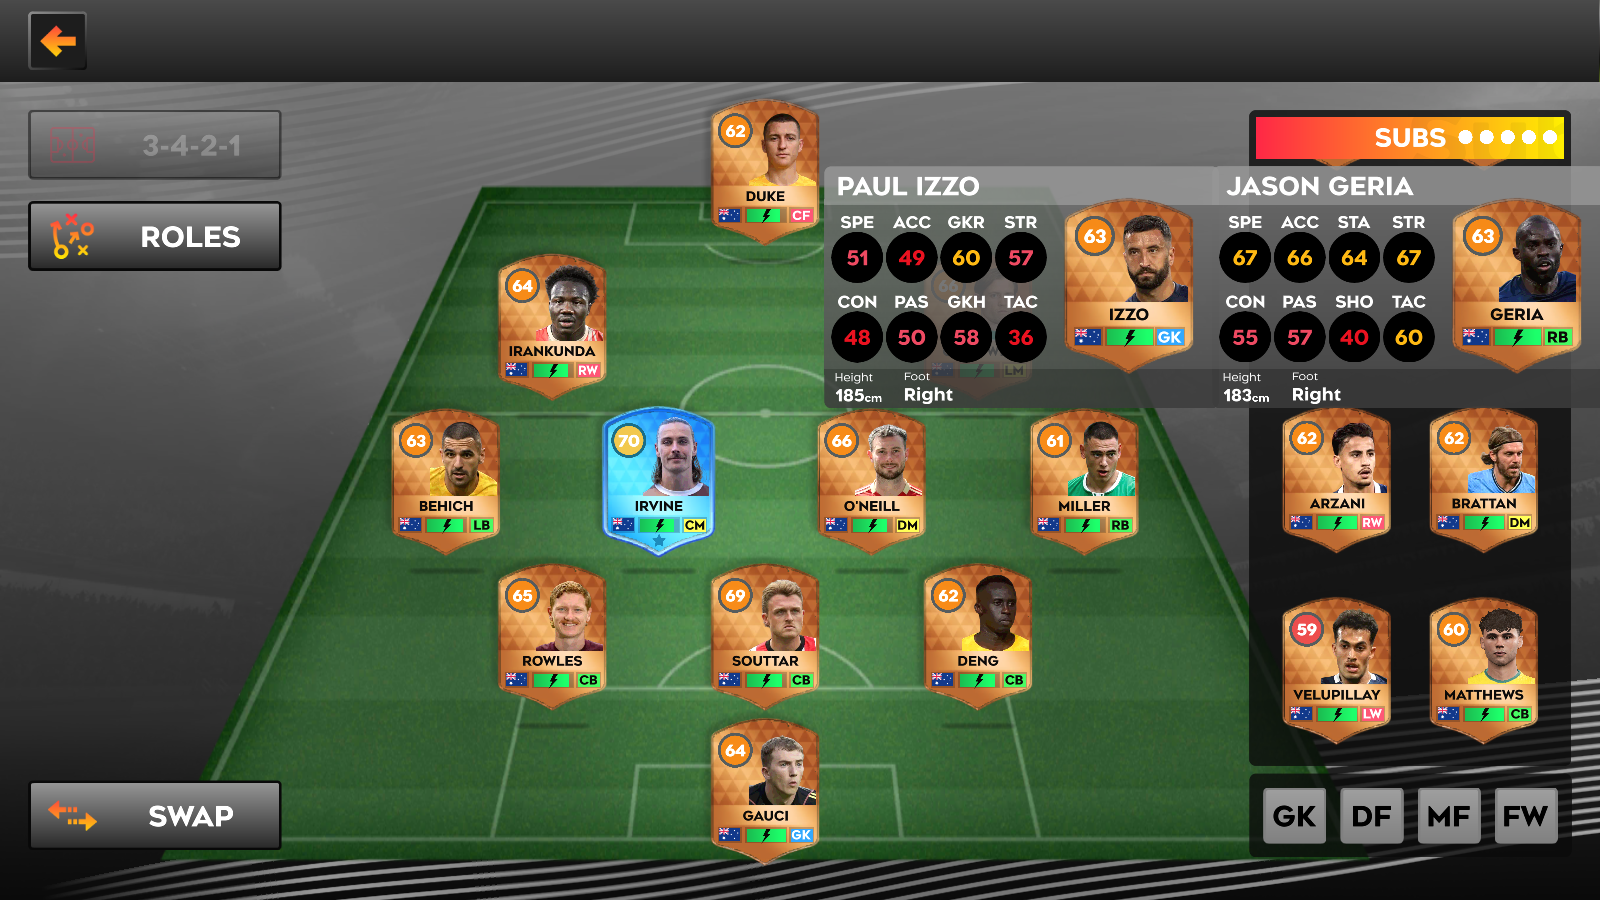 3-4-2-1
ROLES
62
DUKE
CF
SUBS
PAUL IZZO
SPE ACC GKR STR
51 49 60 57
CON PAS GKH TAC
48 50 58 36
Height Foot
185cm Right
63
IZZO
GK
JASON GERIA
SPE ACC STA STR
67 66 64 67
CON PAS SHO TAC
55 57 40 60
Height Foot
183cm Right
63
GERIA
RB
64
IRANKUNDA
RW
66
LM
63
BEHICH
LB
70
IRVINE
CM
66
O'NEILL
DM
61
MILLER
RB
62
ARZANI
RW
62
BRATTAN
DM
65
ROWLES
CB
69
SOUTTAR
CB
62
DENG
CB
59
VELUPILLAY
LW
60
MATTHEWS
CB
64
GAUCI
GK
SWAP
GK DF MF FW